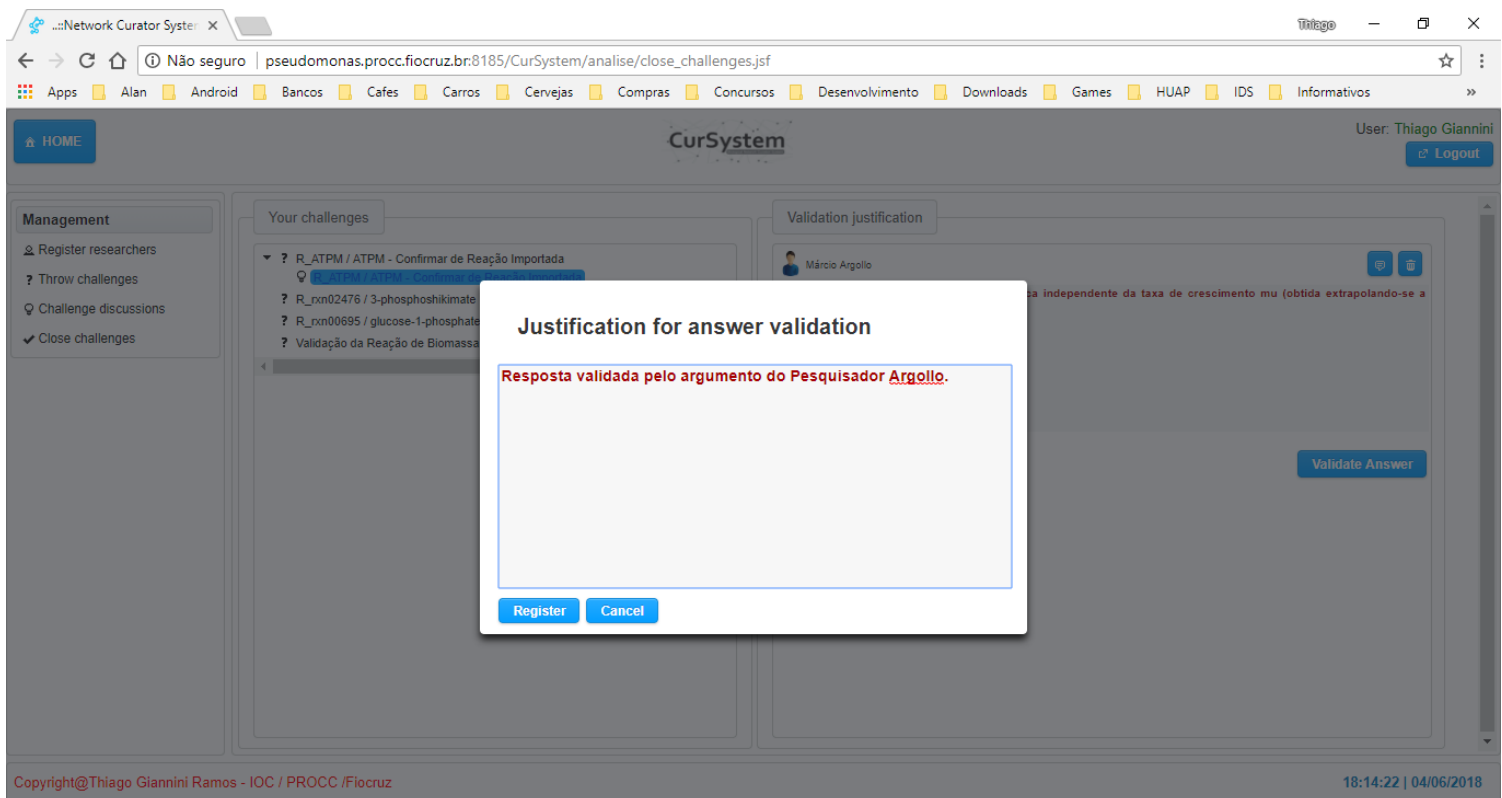 ..::Network Curator System
Thiago
Não seguro | pseudomonas.procc.fiocruz.br:8185/CurSystem/analise/close_challenges.jsf
Apps Alan Android Bancos Cafes Carros Cervejas Compras Concursos Desenvolvimento Downloads Games HUAP IDS Informativos »
HOME
CurSystem
User: Thiago Giannini
Logout
Management
Register researchers
? Throw challenges
Challenge discussions
Close challenges
Your challenges
? R_ATPM / ATPM - Confirmar de Reação Importada
R_ATPM / ATPM - Confirmar de Reação Importada
? R_rxn02476 / 3-phosphoshikimate
? R_rxn00695 / glucose-1-phosphate
? Validação da Reação de Biomassa
Validation justification
Márcio Argollo
independente da taxa de crescimento mu (obtida extrapolando-se a
Validate Answer
Justification for answer validation
Resposta validada pelo argumento do Pesquisador Argollo.
Register Cancel
Copyright@Thiago Giannini Ramos - IOC / PROCC /Fiocruz
18:14:22 | 04/06/2018